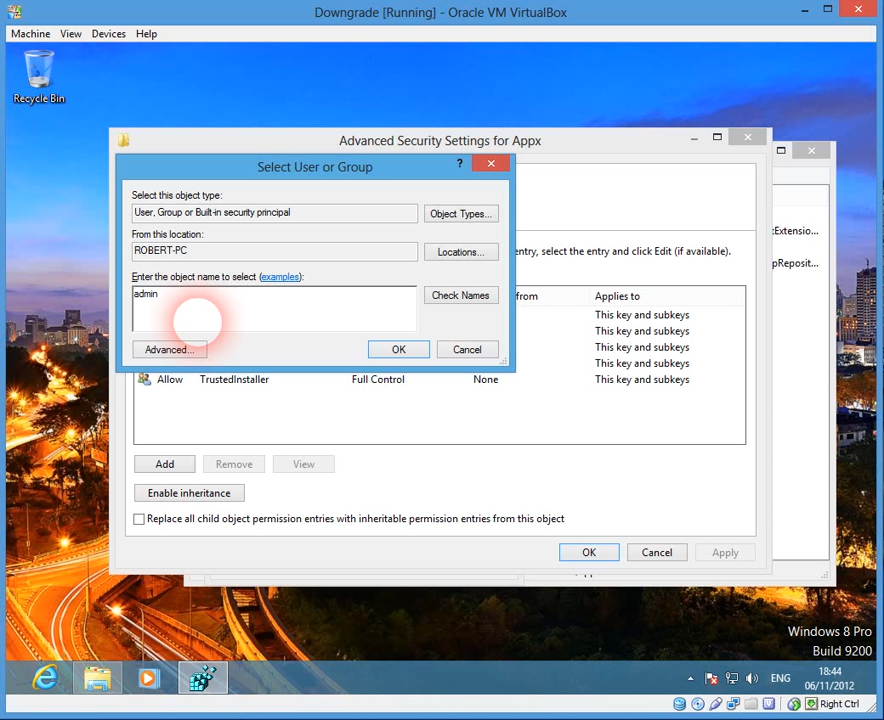 Downgrade [Running] - Oracle VM VirtualBox
Machine View Devices Help
Recycle Bin
Advanced Security Settings for Appx
Select User or Group
?
Select this object type:
User, Group or Built-in security principal
Object Types...
From this location:
ROBERT-PC
Locations...
Enter the object name to select (examples):
admin
Check Names
Advanced...
OK
Cancel
entry, select the entry and click Edit (if available).
tExtensio...
pReposit...
from
Applies to
This key and subkeys
This key and subkeys
This key and subkeys
This key and subkeys
Allow TrustedInstaller Full Control None This key and subkeys
Add
Remove
View
Enable inheritance
Replace all child object permission entries with inheritable permission entries from this object
OK
Cancel
Apply
Windows 8 Pro
Build 9200
ENG
18:44
06/11/2012
Right Ctrl